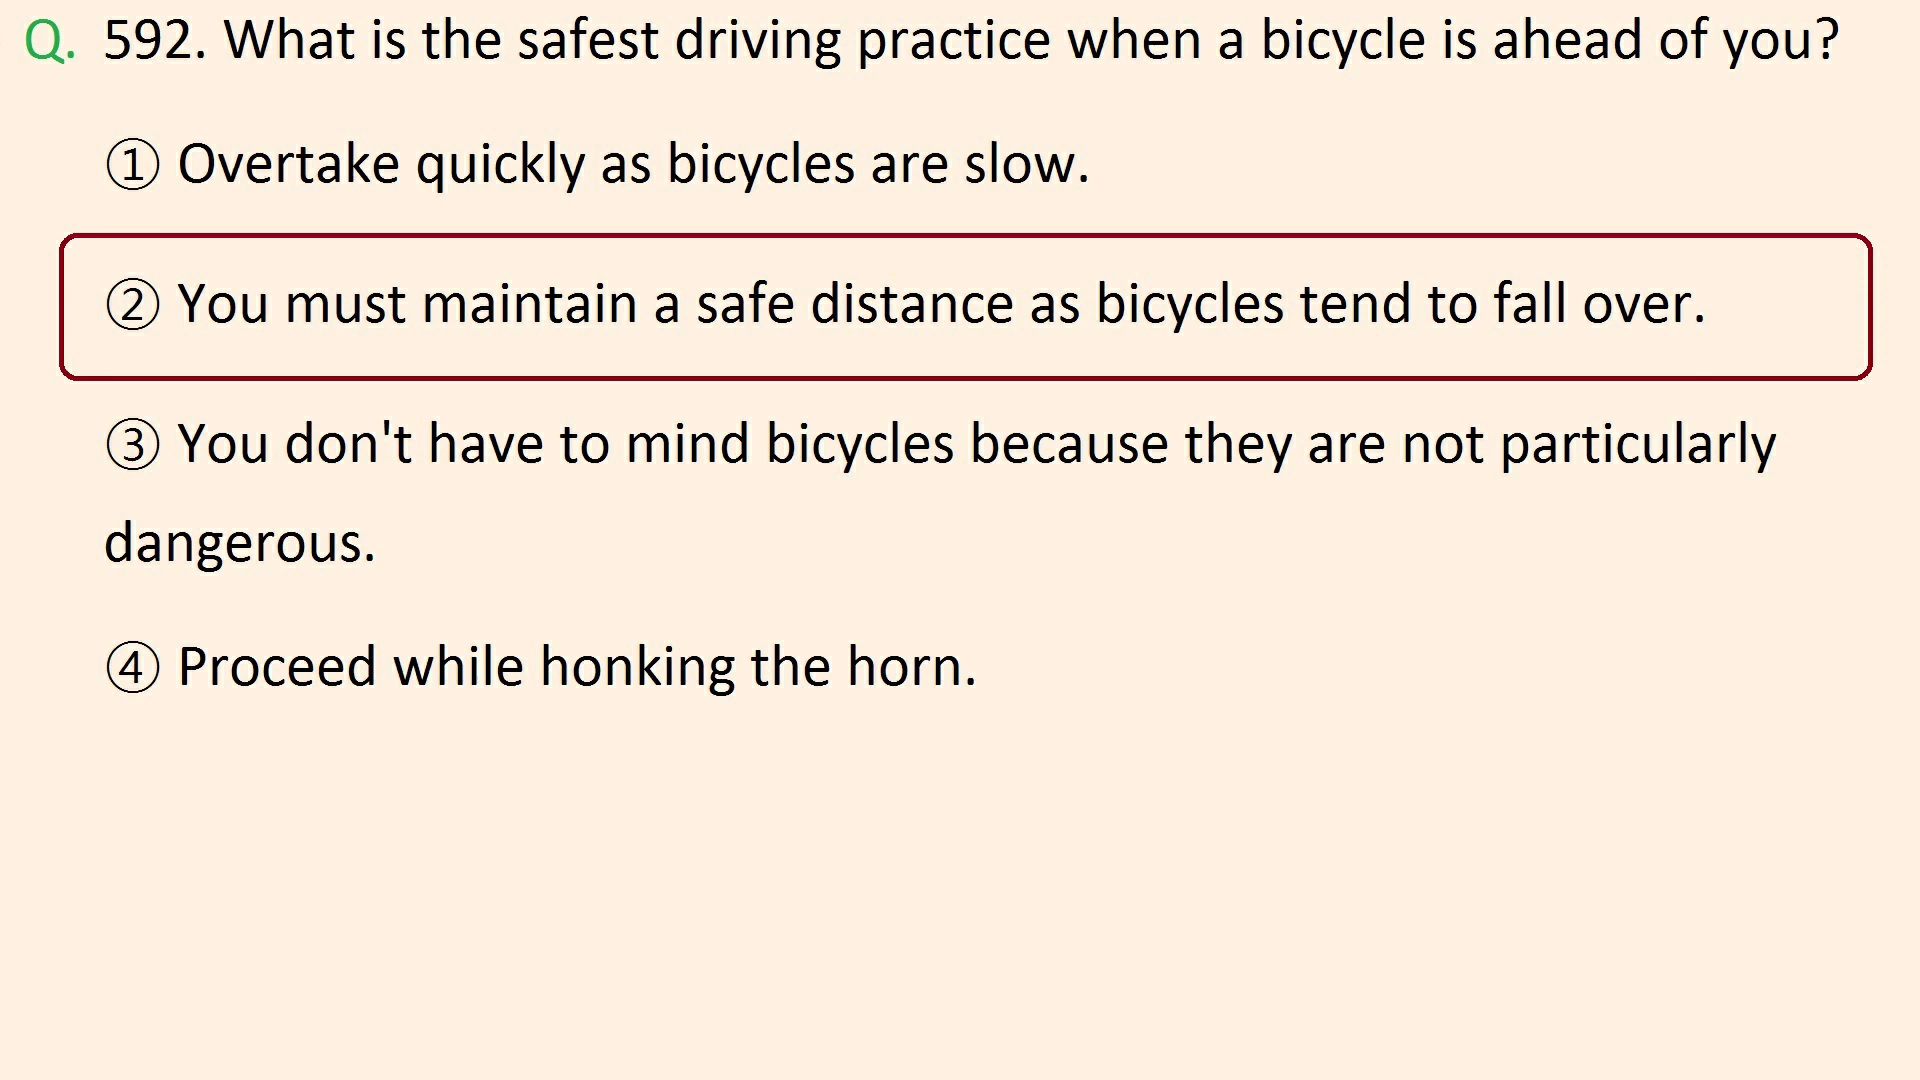 Q. 592. What is the safest driving practice when a bicycle is ahead of you?
① Overtake quickly as bicycles are slow.
② You must maintain a safe distance as bicycles tend to fall over.
③ You don't have to mind bicycles because they are not particularly
dangerous.
④ Proceed while honking the horn.